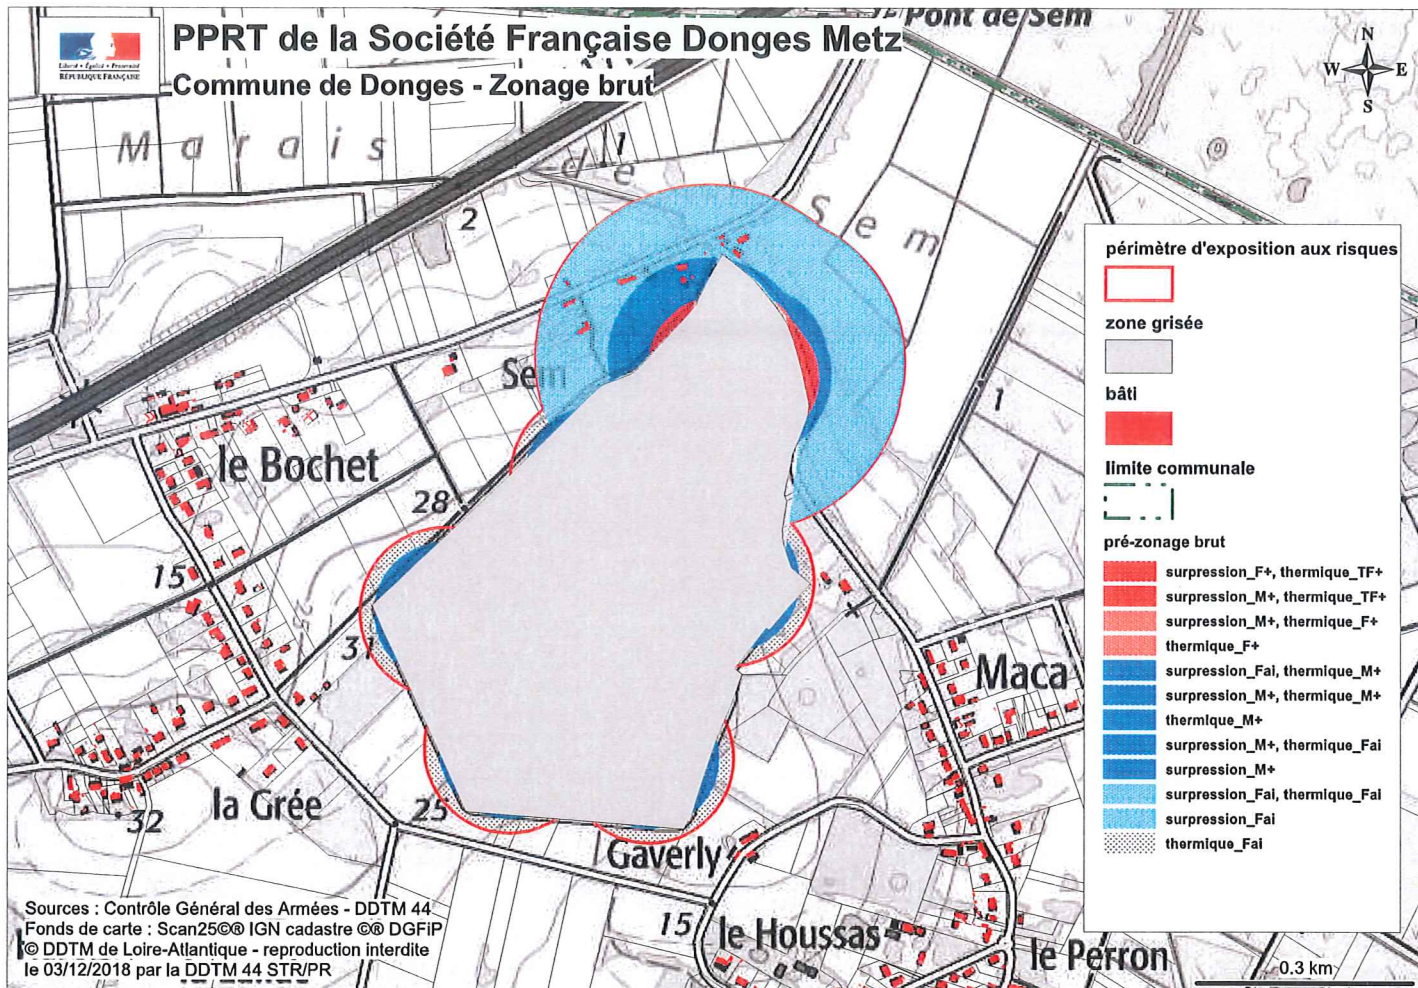 Pont de Sem
PPRT de la Société Française Donges Metz
Commune de Donges - Zonage brut
Liberté • Égalité • Fraternité
RÉPUBLIQUE FRANÇAISE
N
W E
S
Marais
de
Sem
1
2
Sem
1
le Bochet
28
15
31
Maca
la Grée
25
32
Gaverly
15
le Houssas
le Perron
périmètre d'exposition aux risques
zone grisée
bâti
limite communale
pré-zonage brut
surpression_F+, thermique_TF+
surpression_M+, thermique_TF+
surpression_M+, thermique_F+
thermique_F+
surpression_Fai, thermique_M+
surpression_M+, thermique_M+
thermique_M+
surpression_M+, thermique_Fai
surpression_M+
surpression_Fai, thermique_Fai
surpression_Fai
thermique_Fai
Sources : Contrôle Général des Armées - DDTM 44
Fonds de carte : Scan25©® IGN cadastre ©® DGFiP
© DDTM de Loire-Atlantique - reproduction interdite
le 03/12/2018 par la DDTM 44 STR/PR
0.3 km